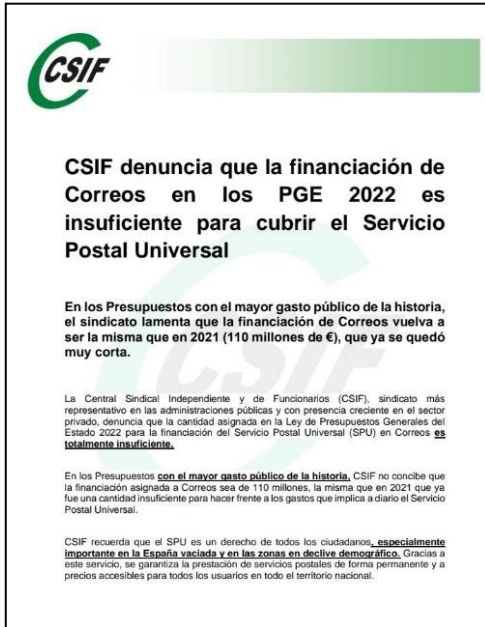 CSIF
CSIF denuncia que la financiación de
Correos en los PGE 2022 es
insuficiente para cubrir el Servicio
Postal Universal
En los Presupuestos con el mayor gasto público de la historia,
el sindicato lamenta que la financiación de Correos vuelva a
ser la misma que en 2021 (110 millones de €), que ya se quedó
muy corta.
La Central Sindical Independiente y de Funcionarios (CSIF), sindicato más
representativo en las administraciones públicas y con presencia creciente en el sector
privado, denuncia que la cantidad asignada en la Ley de Presupuestos Generales del
Estado 2022 para la financiación del Servicio Postal Universal (SPU) en Correos es
totalmente insuficiente.
En los Presupuestos con el mayor gasto público de la historia, CSIF no concibe que
la financiación asignada a Correos sea de 110 millones, la misma que en 2021 que ya
fue una cantidad insuficiente para hacer frente a los gastos que implica a diario el Servicio
Postal Universal.
CSIF recuerda que el SPU es un derecho de todos los ciudadanos, especialmente
importante en la España vaciada y en las zonas en declive demográfico. Gracias a
este servicio, se garantiza la prestación de servicios postales de forma permanente y a
precios accesibles para todos los usuarios en todo el territorio nacional.